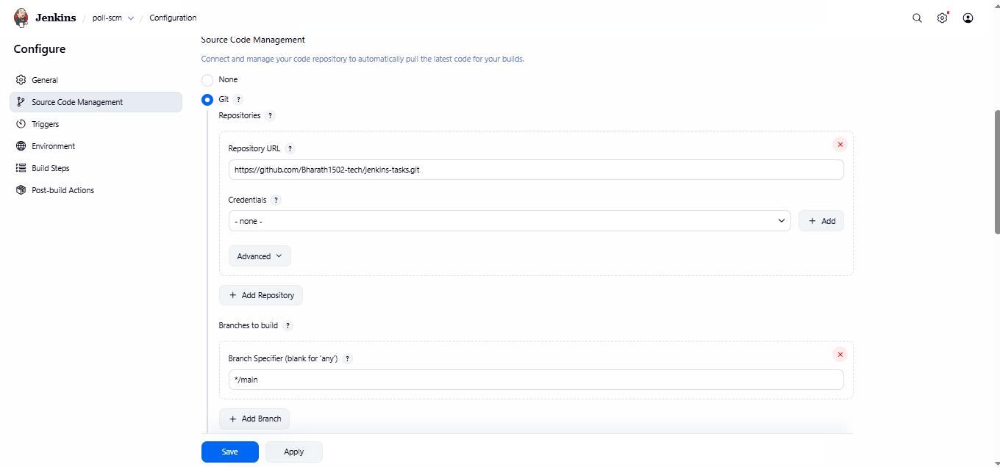 Jenkins / poll-scm / Configuration
Configure
General
Source Code Management
Triggers
Environment
Build Steps
Post-build Actions
Source Code Management
Connect and manage your code repository to automatically pull the latest code for your builds.
None
Git ?
Repositories ?
Repository URL ?
https://github.com/Bharath1502-tech/jenkins-tasks.git
Credentials ?
- none -
+ Add
Advanced
+ Add Repository
Branches to build ?
Branch Specifier (blank for 'any') ?
*/main
+ Add Branch
Save Apply